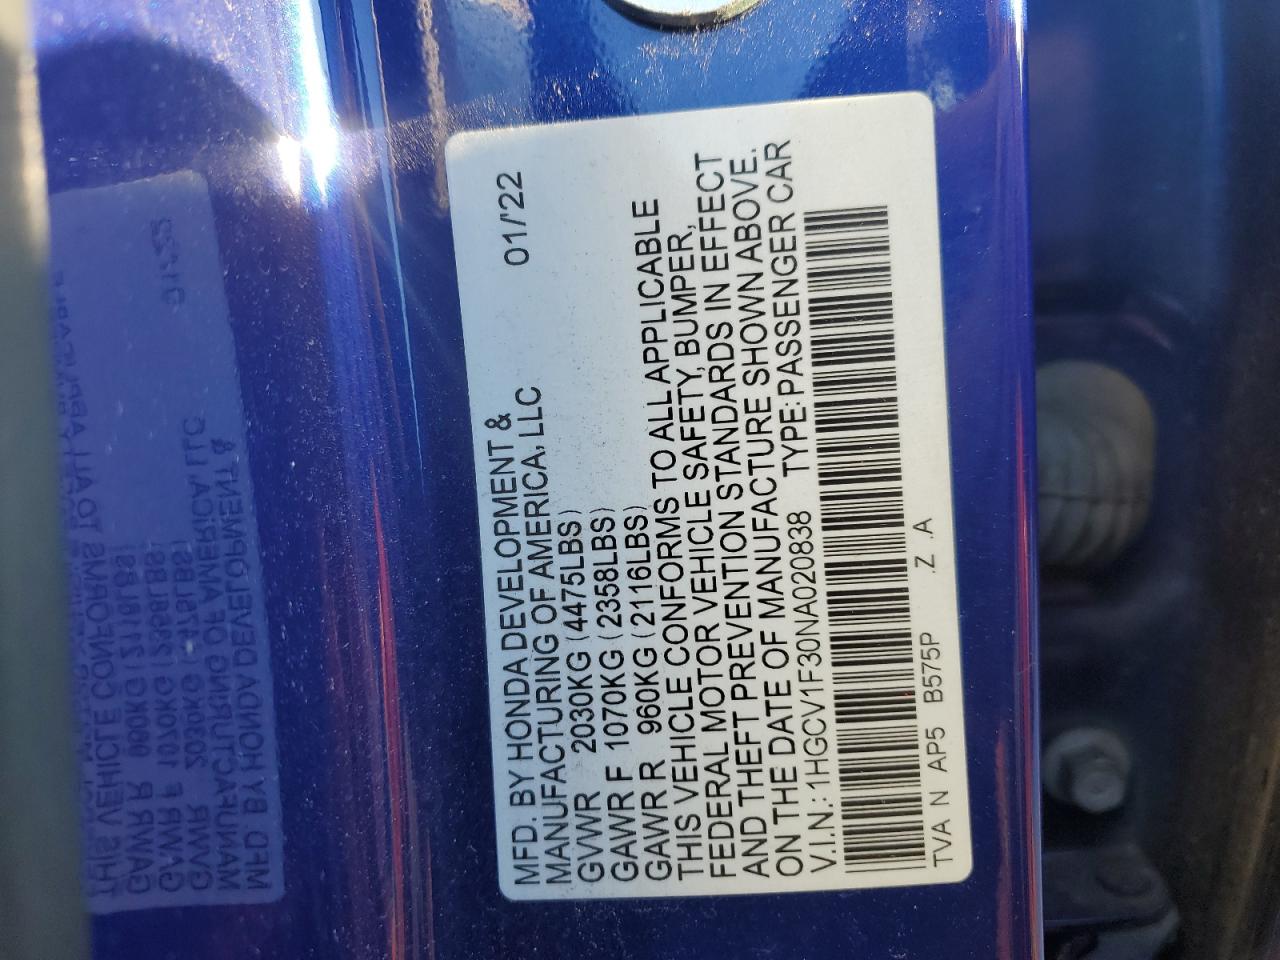 MFD. BY HONDA DEVELOPMENT &
MANUFACTURING OF AMERICA, LLC 01/'22
GVWR 2030KG (4475LBS)
GAWR F 1070KG (2358LBS)
GAWR R 960KG (2116LBS)
THIS VEHICLE CONFORMS TO ALL APPLICABLE
FEDERAL MOTOR VEHICLE SAFETY, BUMPER,
AND THEFT PREVENTION STANDARDS IN EFFECT
ON THE DATE OF MANUFACTURE SHOWN ABOVE.
V.I.N.: 1HGCV1F30NA020838 TYPE: PASSENGER CAR
TVA N AP5 B575P .Z .A